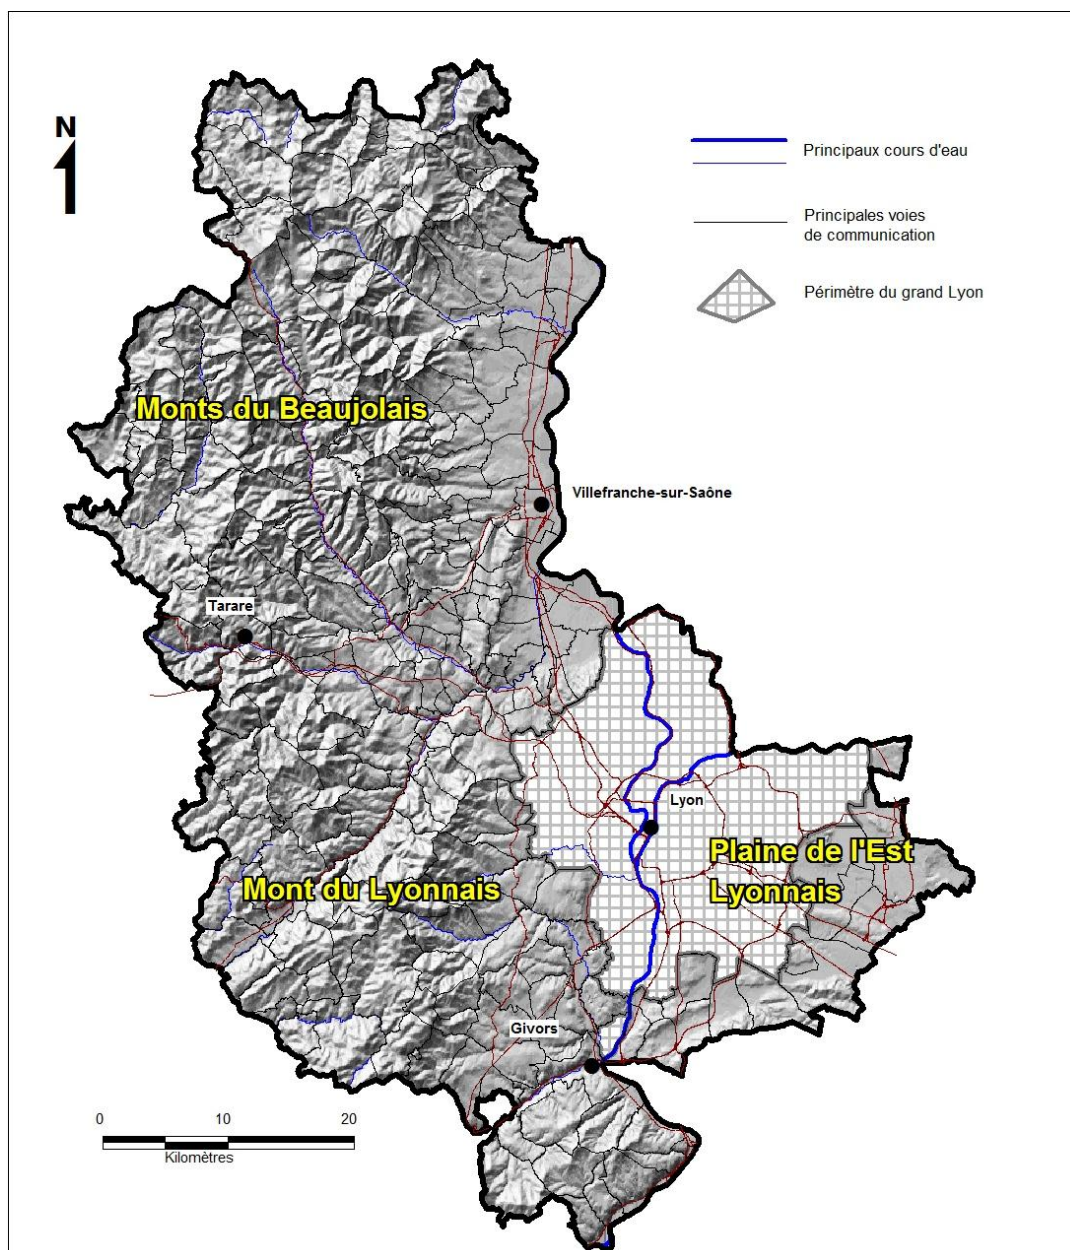 N
Principaux cours d'eau
Principales voies
de communication
Périmètre du grand Lyon
Monts du Beaujolais
Villefranche-sur-Saône
Tarare
Lyon
Plaine de l'Est
Lyonnais
Mont du Lyonnais
Givors
0 10 20
Kilomètres